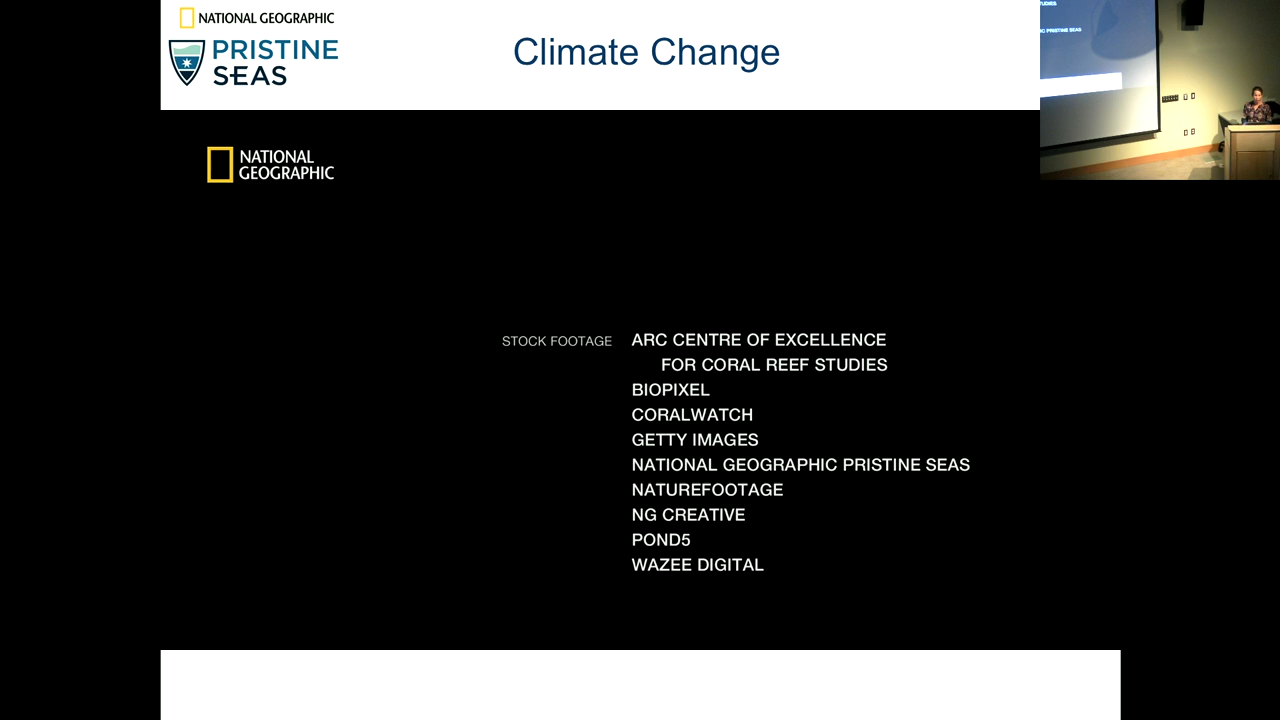 NATIONAL GEOGRAPHIC
PRISTINE
SEAS
Climate Change
NATIONAL
GEOGRAPHIC
STOCK FOOTAGE
ARC CENTRE OF EXCELLENCE
FOR CORAL REEF STUDIES
BIOPIXEL
CORALWATCH
GETTY IMAGES
NATIONAL GEOGRAPHIC PRISTINE SEAS
NATUREFOOTAGE
NG CREATIVE
POND5
WAZEE DIGITAL